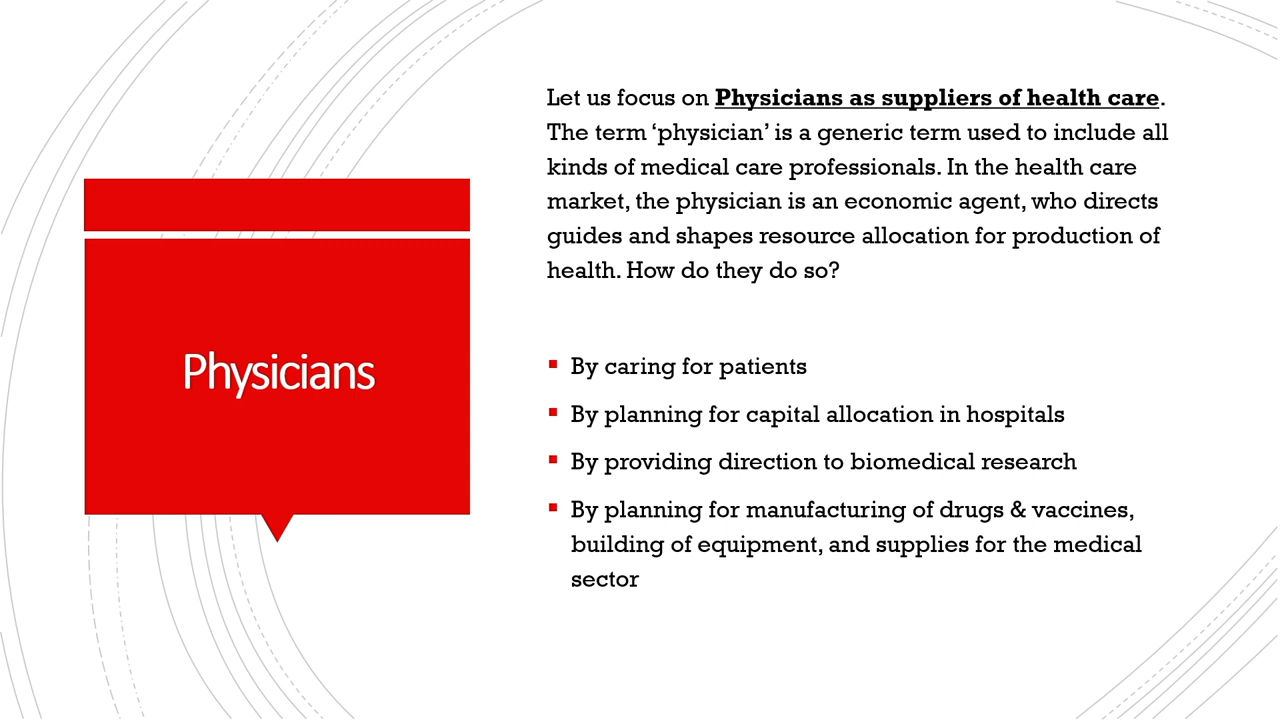 Physicians
Let us focus on Physicians as suppliers of health care.
The term ‘physician’ is a generic term used to include all
kinds of medical care professionals. In the health care
market, the physician is an economic agent, who directs
guides and shapes resource allocation for production of
health. How do they do so?
▪ By caring for patients
▪ By planning for capital allocation in hospitals
▪ By providing direction to biomedical research
▪ By planning for manufacturing of drugs & vaccines,
building of equipment, and supplies for the medical
sector